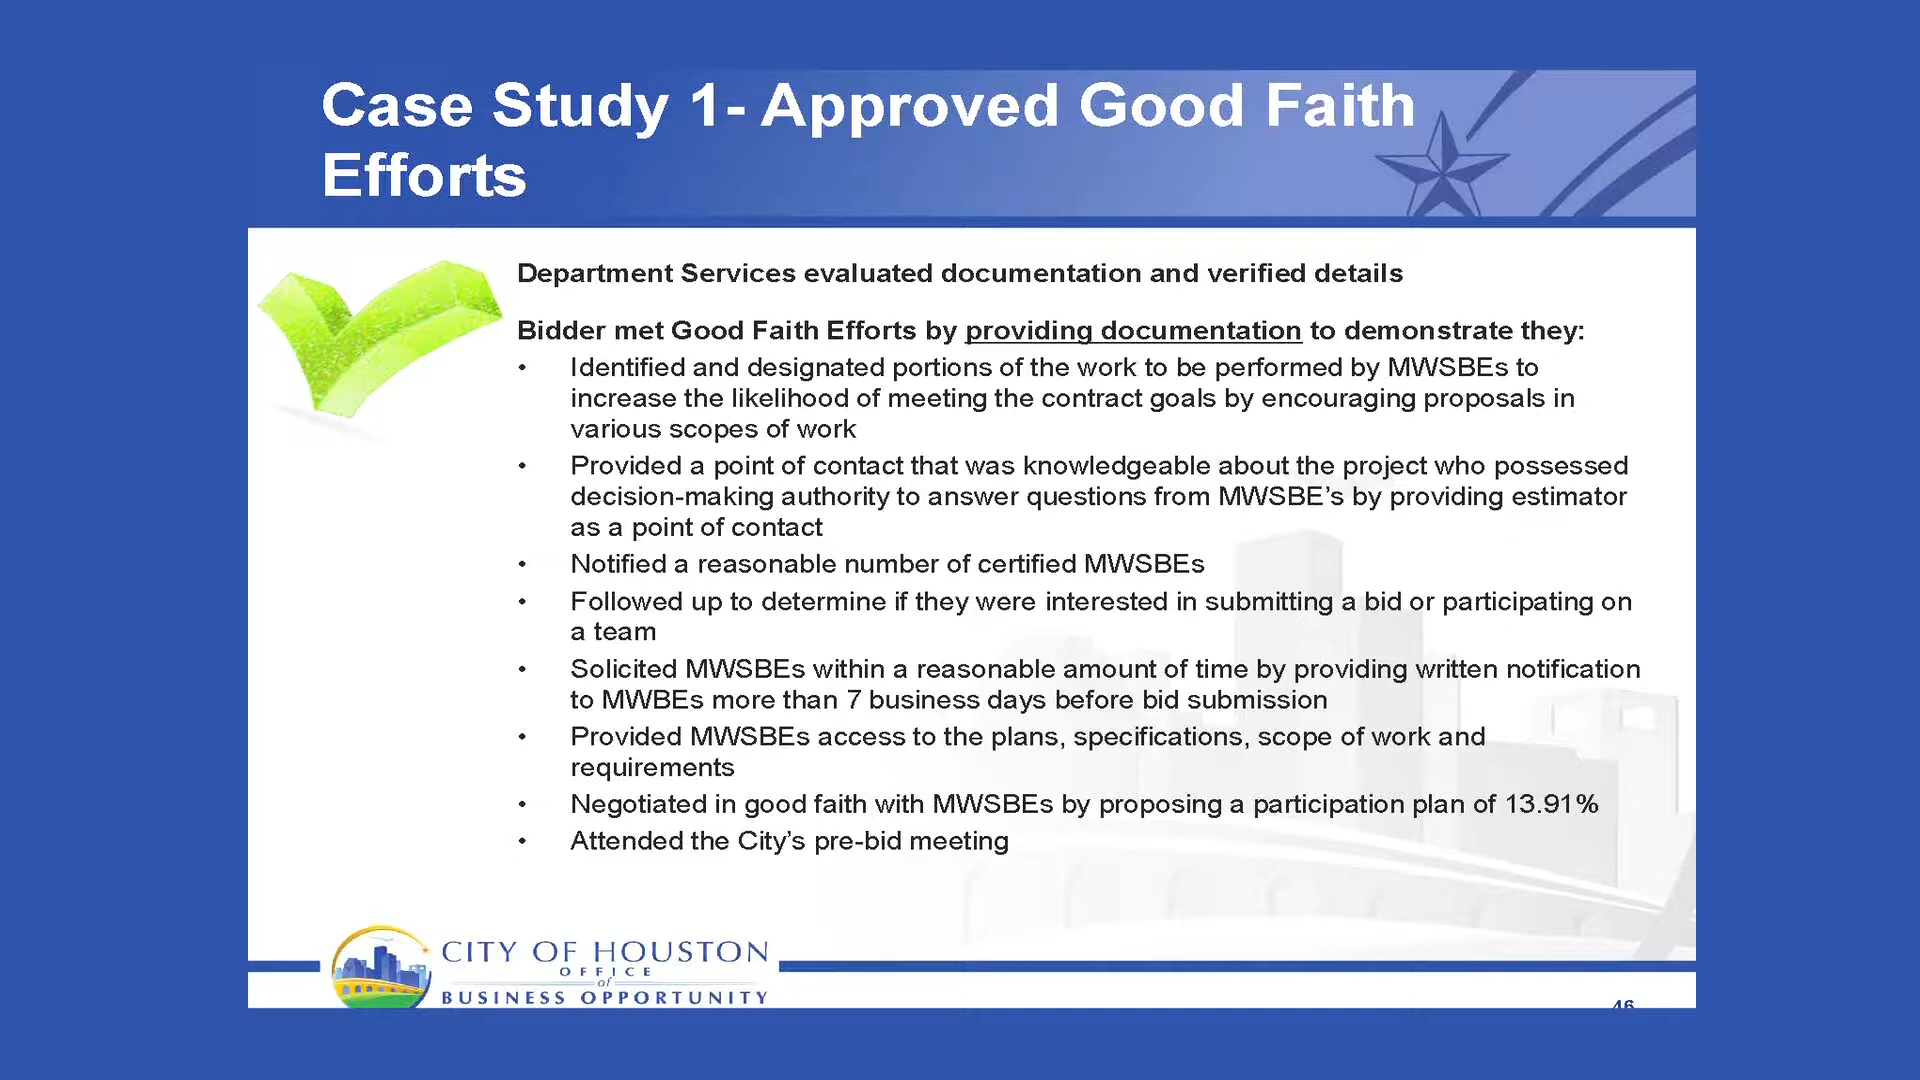 Case Study 1- Approved Good Faith
Efforts
Department Services evaluated documentation and verified details
Bidder met Good Faith Efforts by providing documentation to demonstrate they:
• Identified and designated portions of the work to be performed by MWSBEs to
increase the likelihood of meeting the contract goals by encouraging proposals in
various scopes of work
• Provided a point of contact that was knowledgeable about the project who possessed
decision-making authority to answer questions from MWSBE’s by providing estimator
as a point of contact
• Notified a reasonable number of certified MWSBEs
• Followed up to determine if they were interested in submitting a bid or participating on
a team
• Solicited MWSBEs within a reasonable amount of time by providing written notification
to MWBEs more than 7 business days before bid submission
• Provided MWSBEs access to the plans, specifications, scope of work and
requirements
• Negotiated in good faith with MWSBEs by proposing a participation plan of 13.91%
• Attended the City’s pre-bid meeting
CITY OF HOUSTON
OFFICE
of
BUSINESS OPPORTUNITY
46